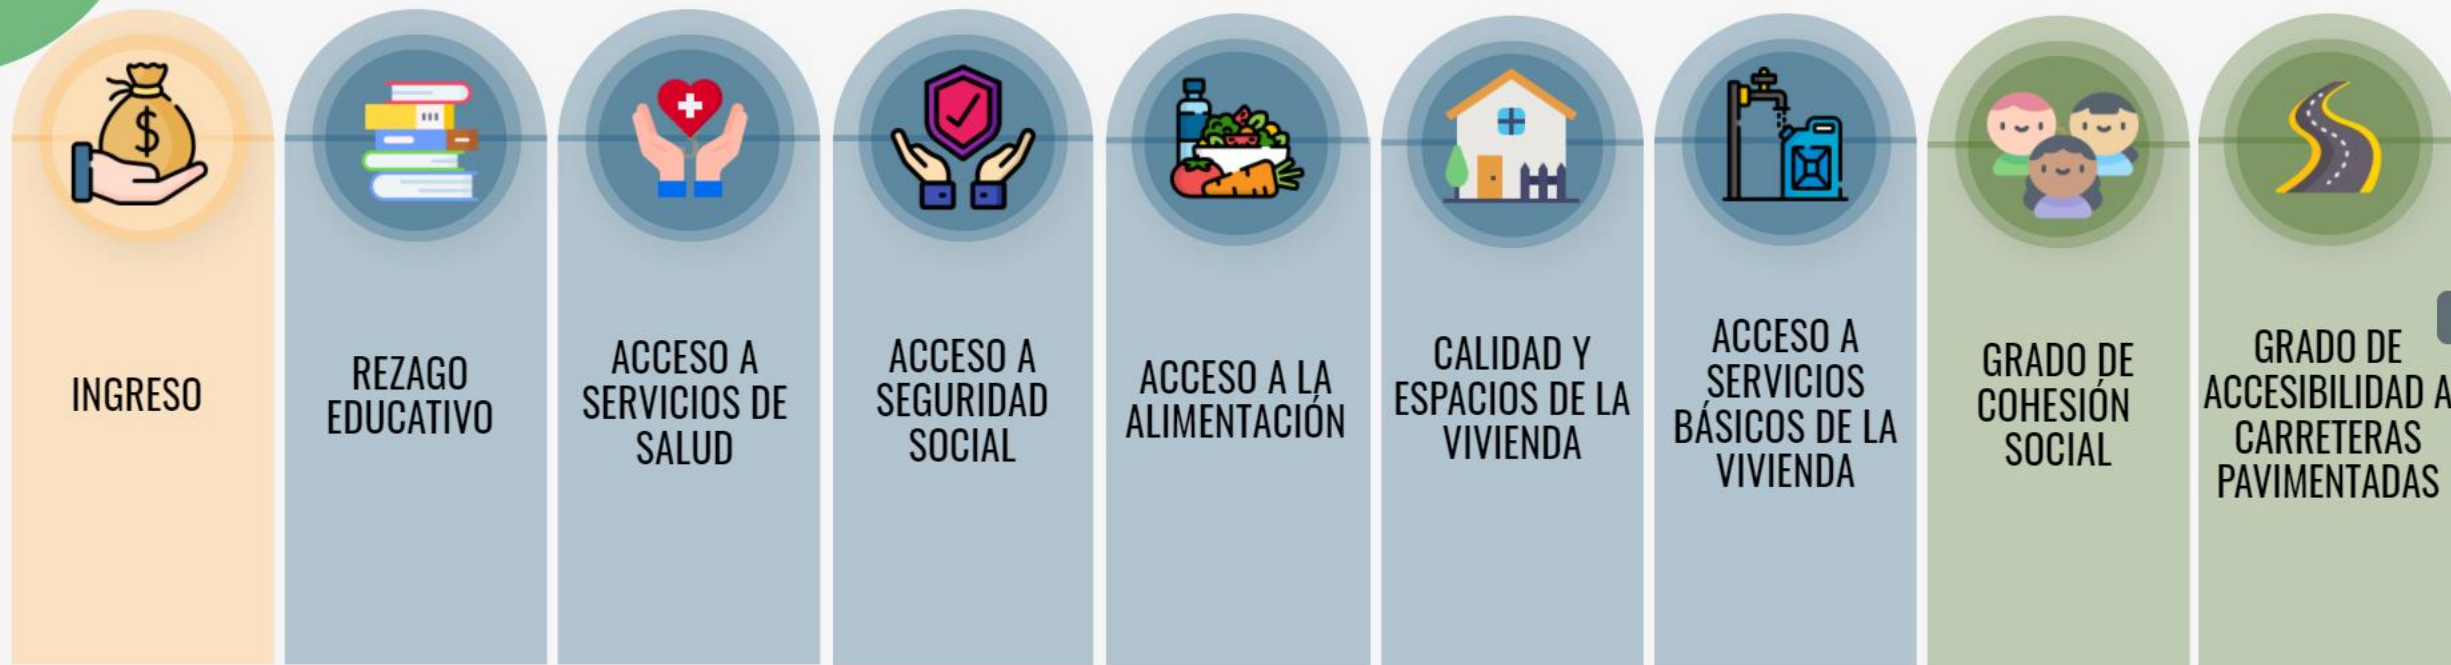 INGRESO
REZAGO
EDUCATIVO
ACCESO A
SERVICIOS DE
SALUD
ACCESO A
SEGURIDAD
SOCIAL
ACCESO A LA
ALIMENTACIÓN
CALIDAD Y
ESPACIOS DE LA
VIVIENDA
ACCESO A
SERVICIOS
BÁSICOS DE LA
VIVIENDA
GRADO DE
COHESIÓN
SOCIAL
GRADO DE
ACCESIBILIDAD A
CARRETERAS
PAVIMENTADAS